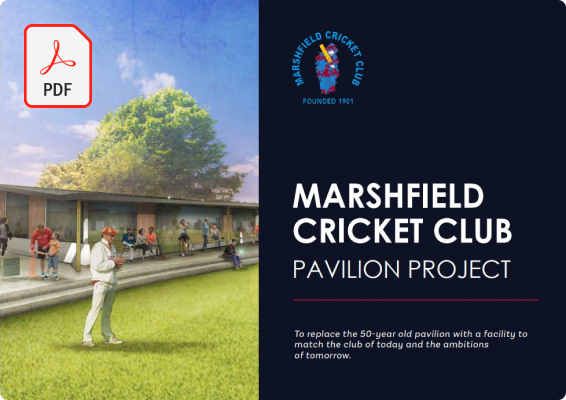 PDF
MARSHFIELD CRICKET CLUB
FOUNDED 1901
MARSHFIELD
CRICKET CLUB
PAVILION PROJECT
To replace the 50-year old pavilion with a facility to
match the club of today and the ambitions
of tomorrow.